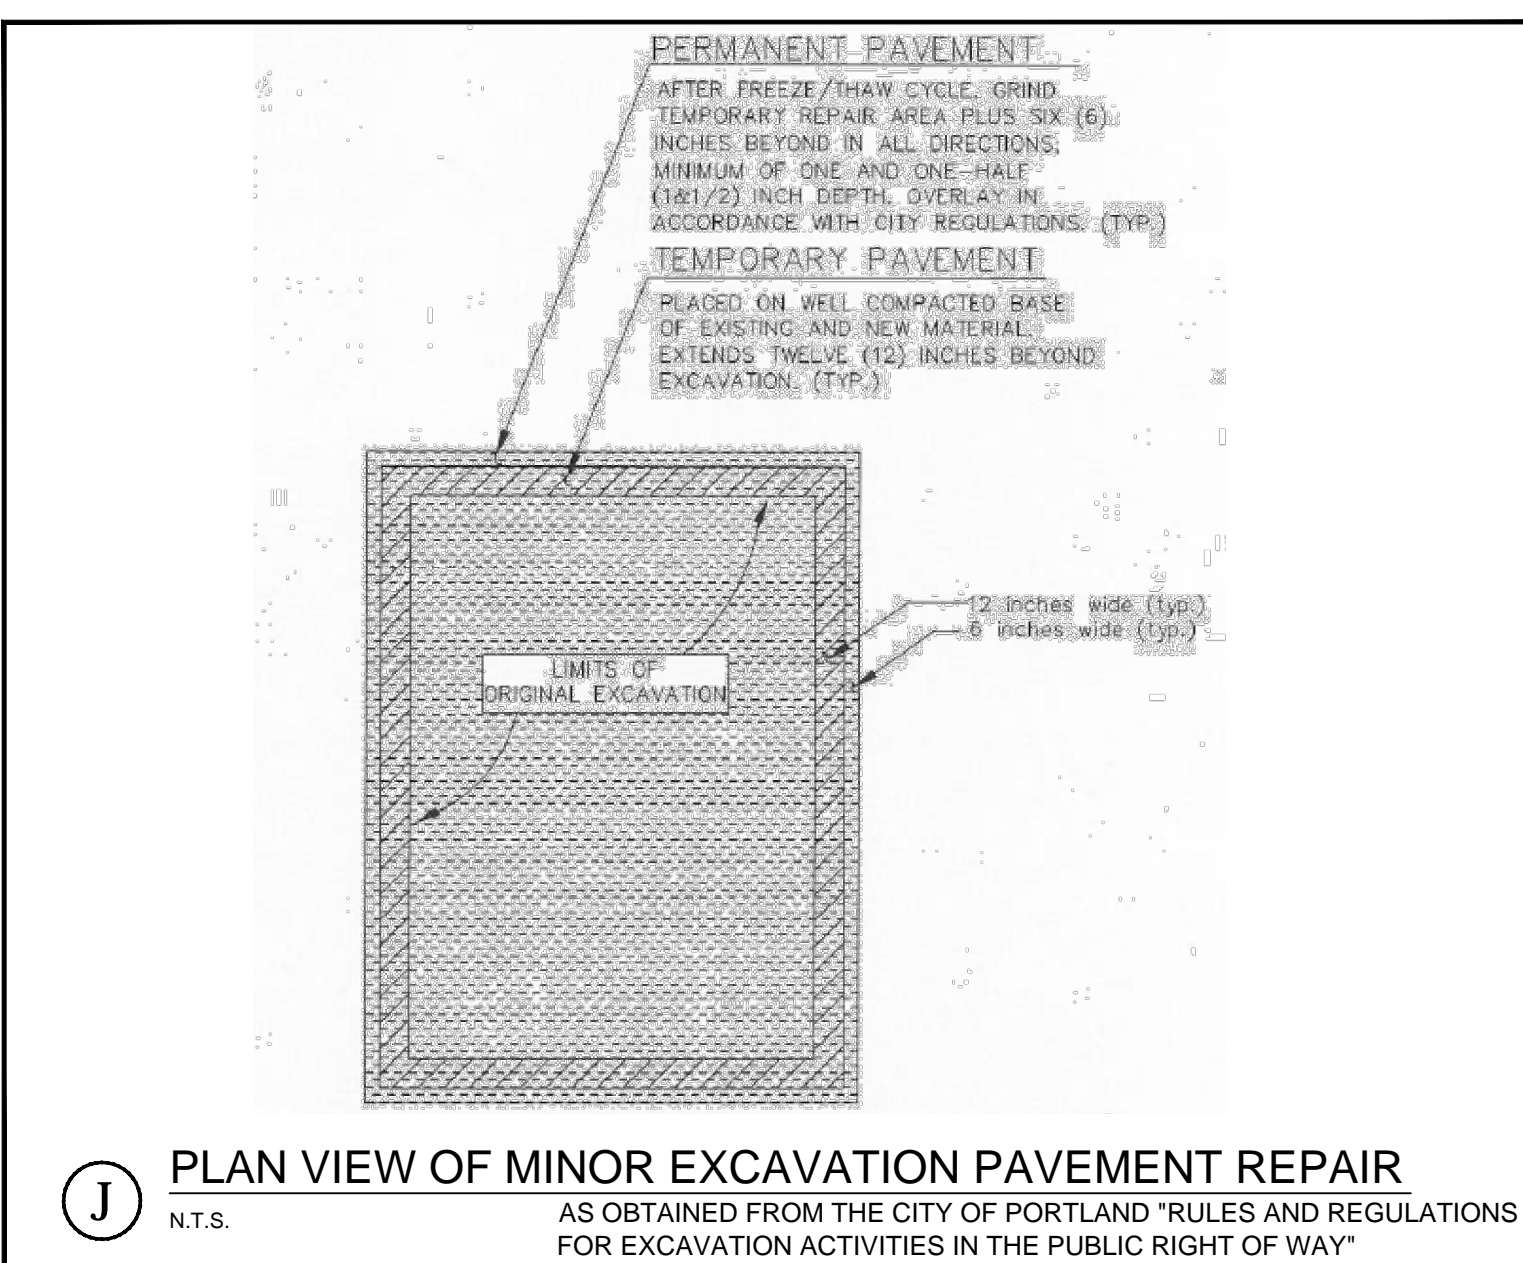 PERMANENT PAVEMENT
AFTER FREEZE/THAW CYCLE, GRIND
TEMPORARY REPAIR AREA PLUS SIX (6)
INCHES BEYOND IN ALL DIRECTIONS;
MINIMUM OF ONE AND ONE-HALF
(1&1/2) INCH DEPTH. OVERLAY IN
ACCORDANCE WITH CITY REGULATIONS. (TYP.)
TEMPORARY PAVEMENT
PLACED ON WELL COMPACTED BASE
OF EXISTING AND NEW MATERIAL.
EXTENDS TWELVE (12) INCHES BEYOND
EXCAVATION. (TYP.)
12 inches wide (typ.)
6 inches wide (typ.)
LIMITS OF
ORIGINAL EXCAVATION
J
PLAN VIEW OF MINOR EXCAVATION PAVEMENT REPAIR
N.T.S.
AS OBTAINED FROM THE CITY OF PORTLAND "RULES AND REGULATIONS
FOR EXCAVATION ACTIVITIES IN THE PUBLIC RIGHT OF WAY"